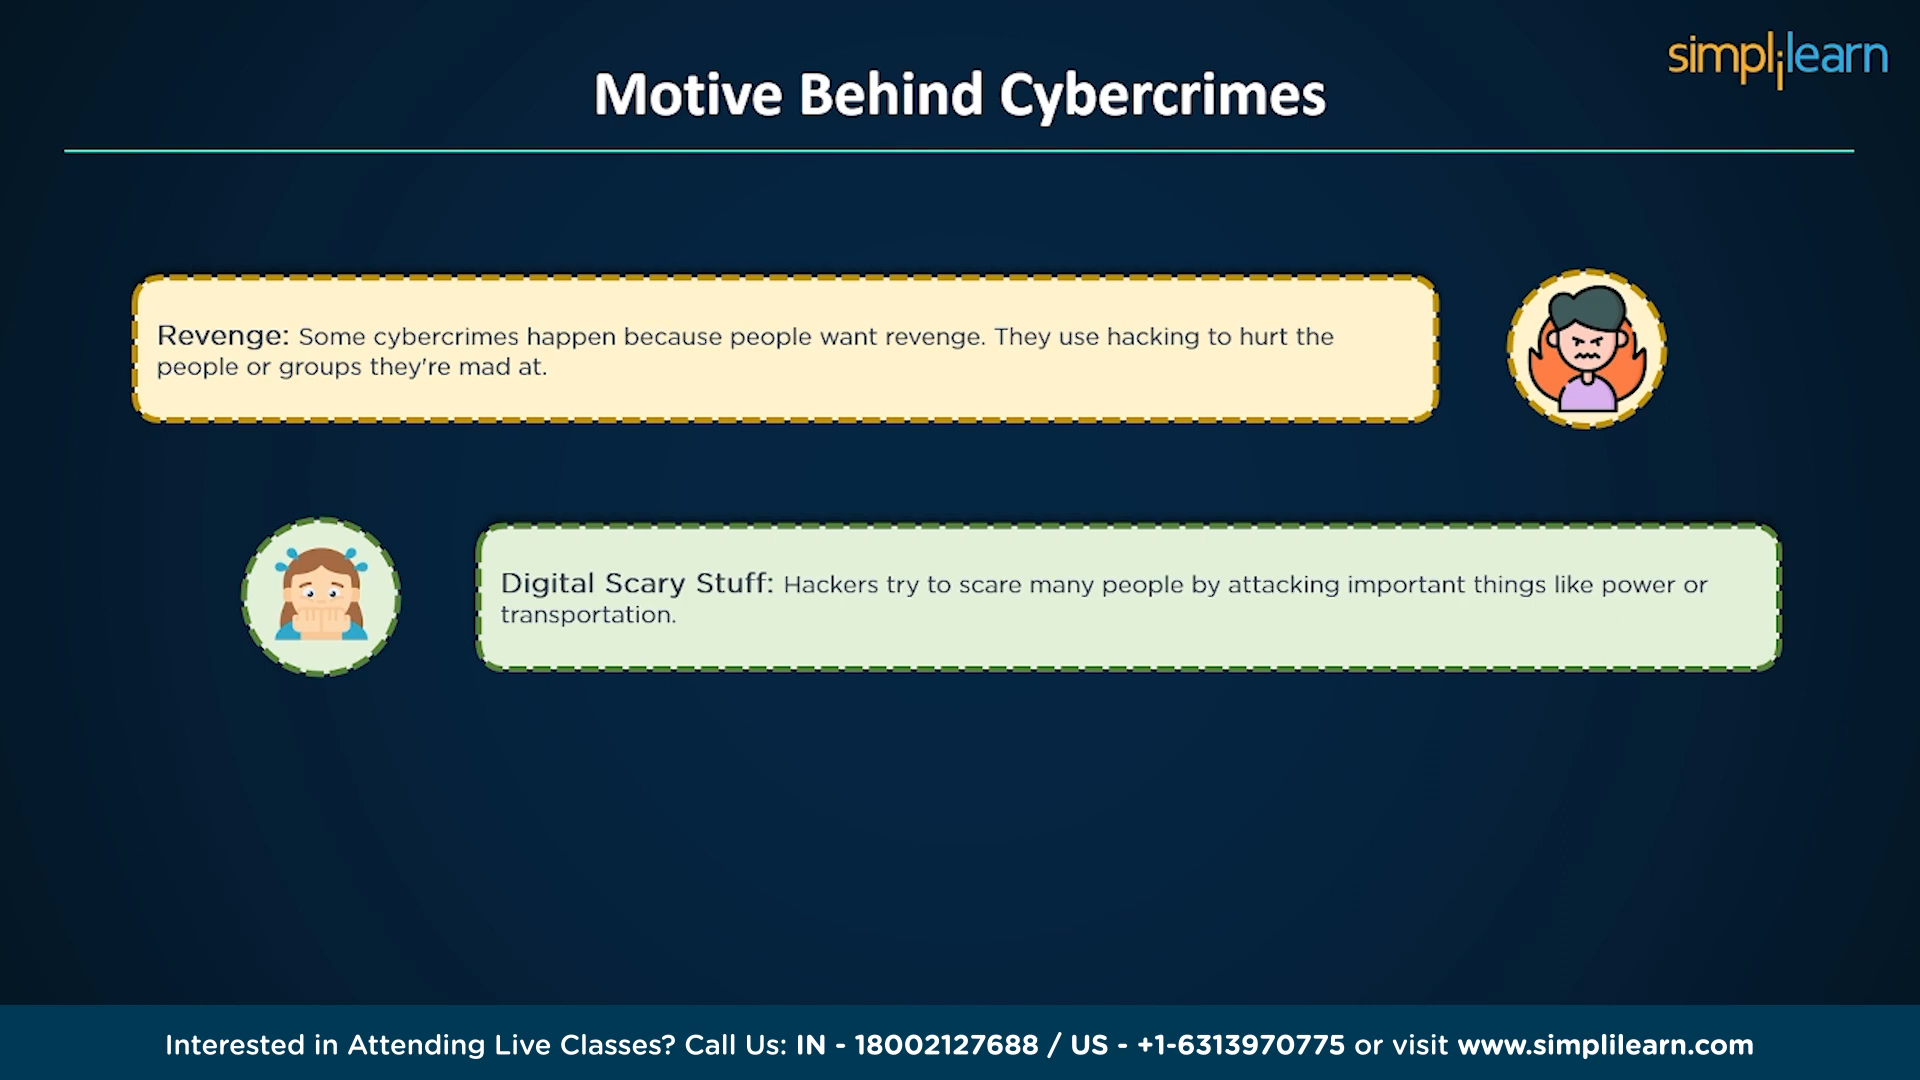 simplilearn
Motive Behind Cybercrimes
Revenge: Some cybercrimes happen because people want revenge. They use hacking to hurt the
people or groups they're mad at.
Digital Scary Stuff: Hackers try to scare many people by attacking important things like power or
transportation.
Interested in Attending Live Classes? Call Us: IN - 18002127688 / US - +1-6313970775 or visit www.simplilearn.com